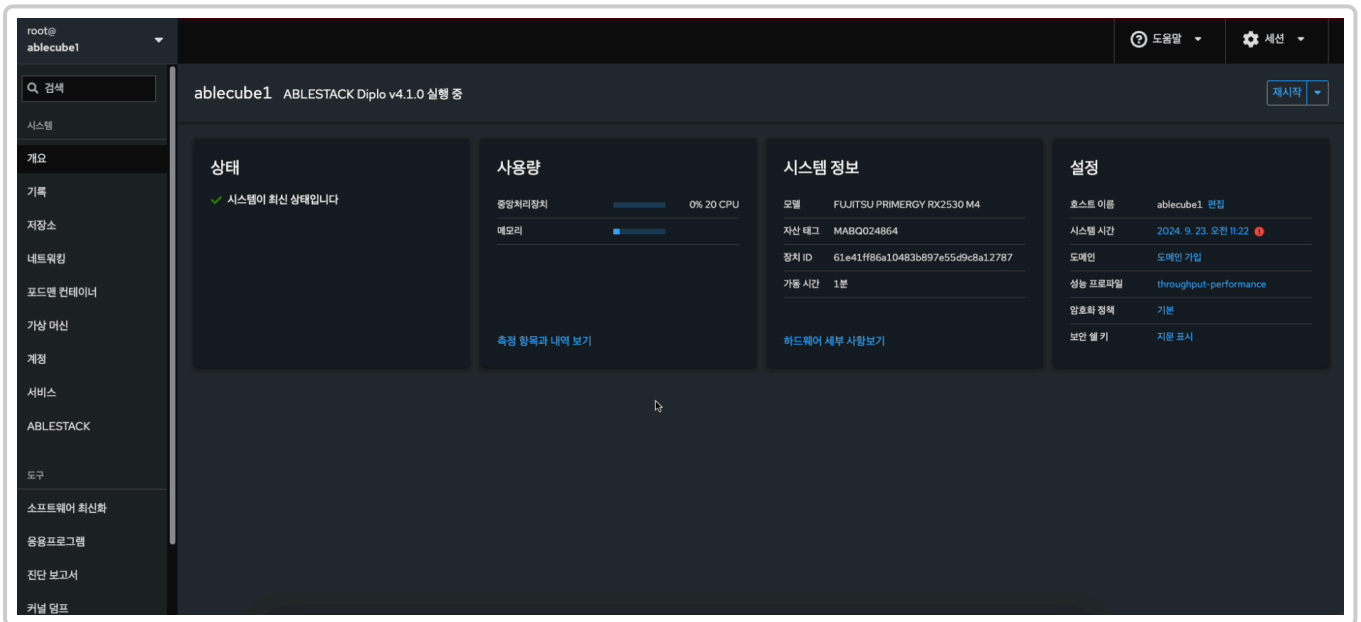 root@
ablecube1
도움말
세션
검색
ablecube1 ABLESTACK Diplo v4.1.0 실행 중
재시작
시스템
개요
기록
저장소
네트워킹
포드맨 컨테이너
가상 머신
계정
서비스
ABLESTACK
도구
소프트웨어 최신화
응용프로그램
진단 보고서
커널 덤프
상태
시스템이 최신 상태입니다
사용량
중앙처리장치 0% 20 CPU
메모리
측정 항목과 내역 보기
시스템 정보
모델 FUJITSU PRIMERGY RX2530 M4
자산 태그 MABQ024864
장치 ID 61e41ff86a10483b897e55d9c8a12787
가동 시간 1분
하드웨어 세부 사항보기
설정
호스트 이름 ablecube1 편집
시스템 시간 2024. 9. 23. 오전 11:22
도메인 도메인 가입
성능 프로파일 throughput-performance
암호화 정책 기본
보안 쉘 키 지문 표시